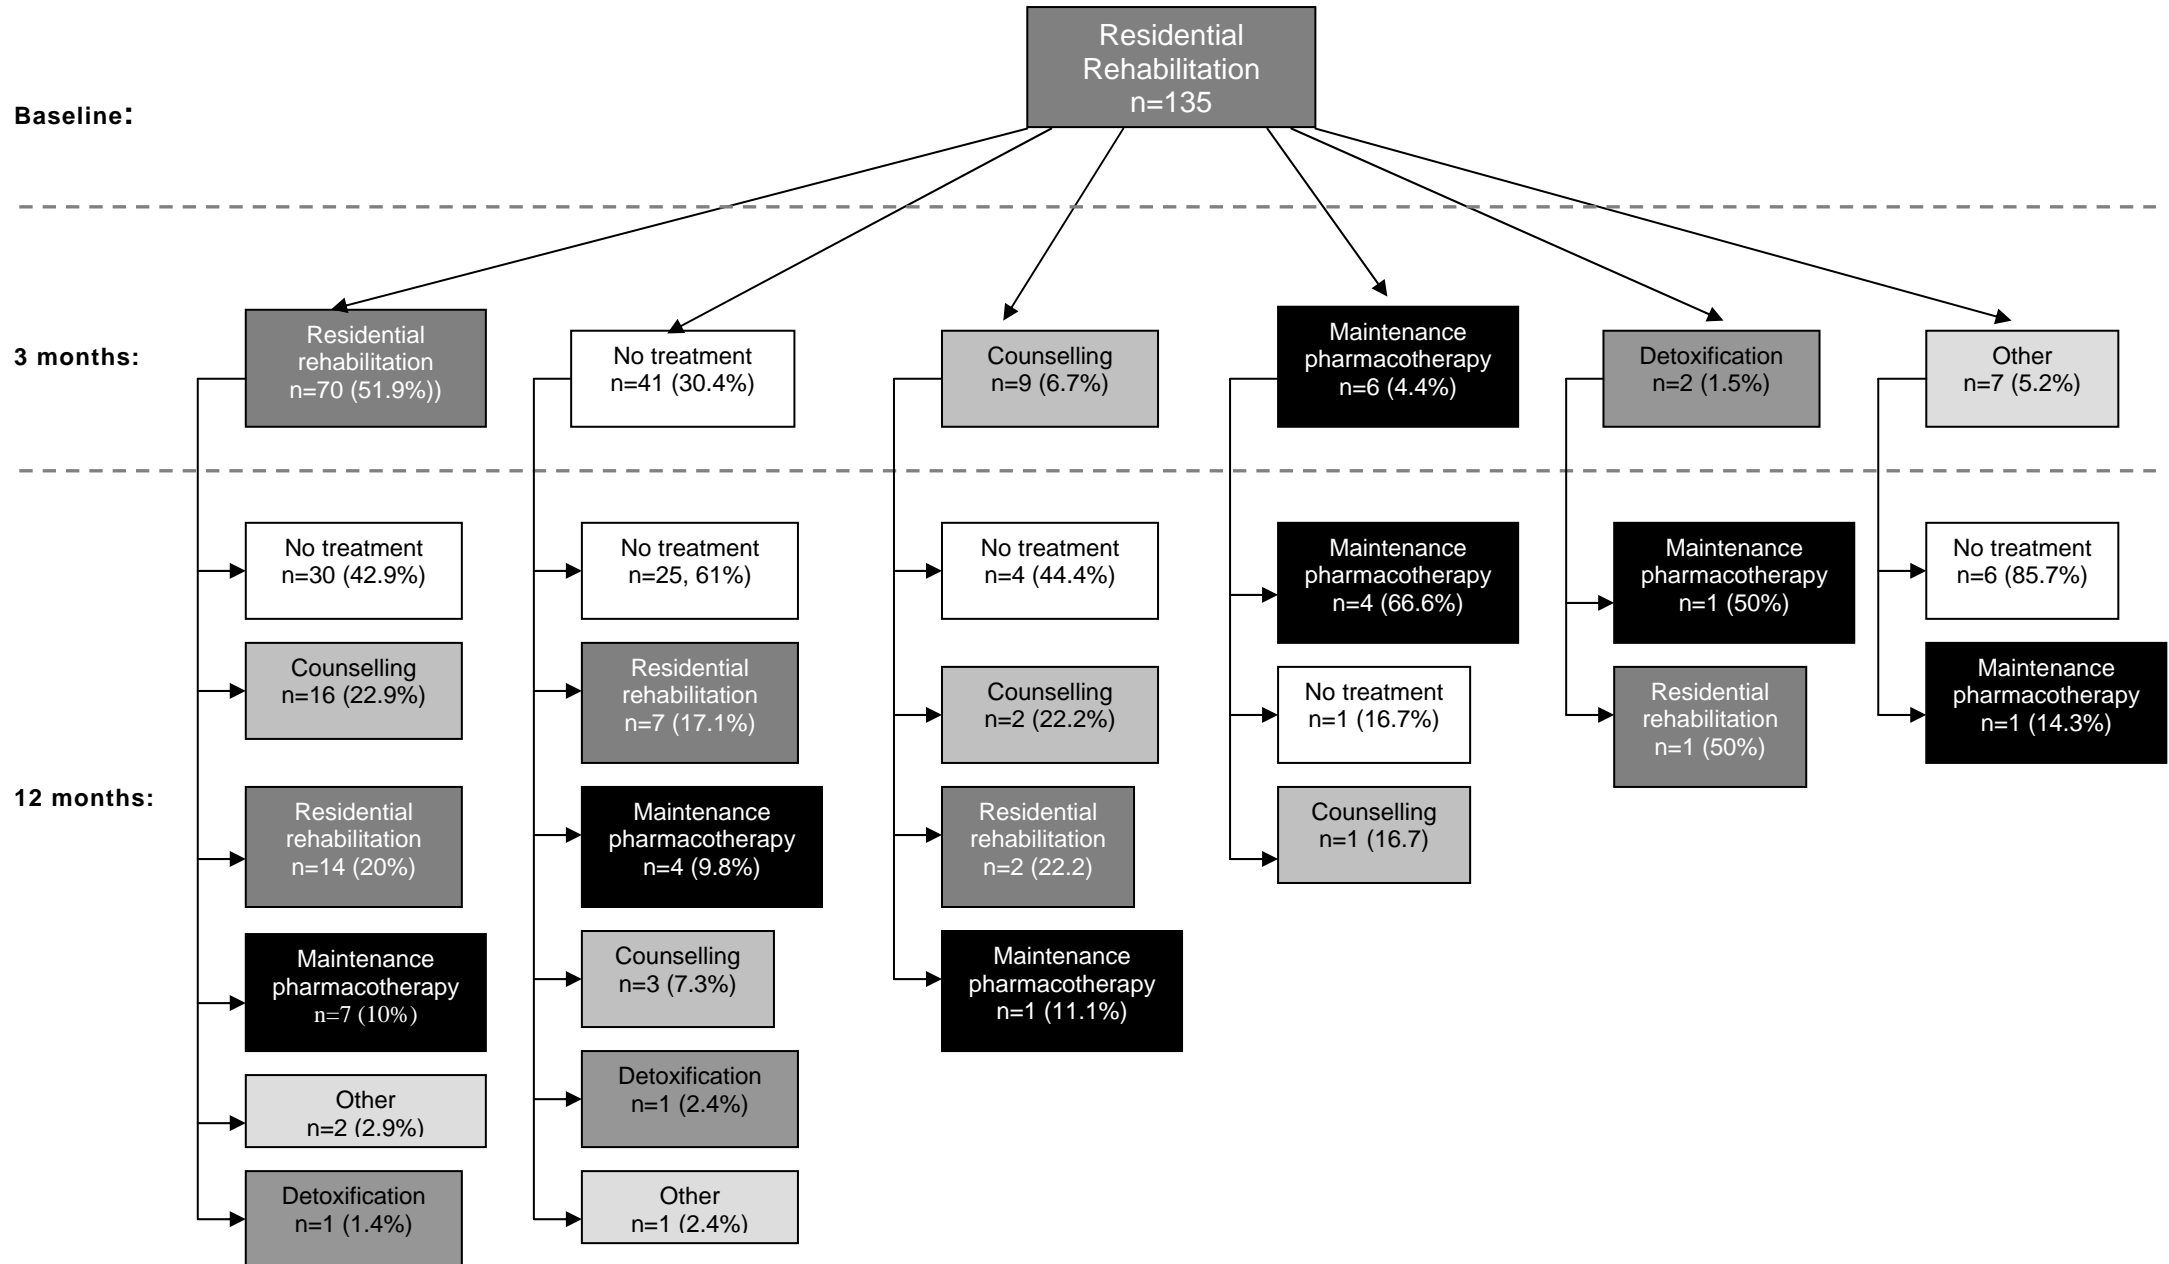 Residential
Rehabilitation
n=135
Baseline:
3 months:
Residential
rehabilitation
n=70 (51.9%))
No treatment
n=41 (30.4%)
Counselling
n=9 (6.7%)
Maintenance
pharmacotherapy
n=6 (4.4%)
Detoxification
n=2 (1.5%)
Other
n=7 (5.2%)
12 months:
No treatment
n=30 (42.9%)
Counselling
n=16 (22.9%)
Residential
rehabilitation
n=14 (20%)
Maintenance
pharmacotherapy
n=7 (10%)
Other
n=2 (2.9%)
Detoxification
n=1 (1.4%)
No treatment
n=25, 61%)
Residential
rehabilitation
n=7 (17.1%)
Maintenance
pharmacotherapy
n=4 (9.8%)
Counselling
n=3 (7.3%)
Detoxification
n=1 (2.4%)
Other
n=1 (2.4%)
No treatment
n=4 (44.4%)
Counselling
n=2 (22.2%)
Residential
rehabilitation
n=2 (22.2)
Maintenance
pharmacotherapy
n=1 (11.1%)
Maintenance
pharmacotherapy
n=4 (66.6%)
No treatment
n=1 (16.7%)
Counselling
n=1 (16.7)
Maintenance
pharmacotherapy
n=1 (50%)
Residential
rehabilitation
n=1 (50%)
No treatment
n=6 (85.7%)
Maintenance
pharmacotherapy
n=1 (14.3%)